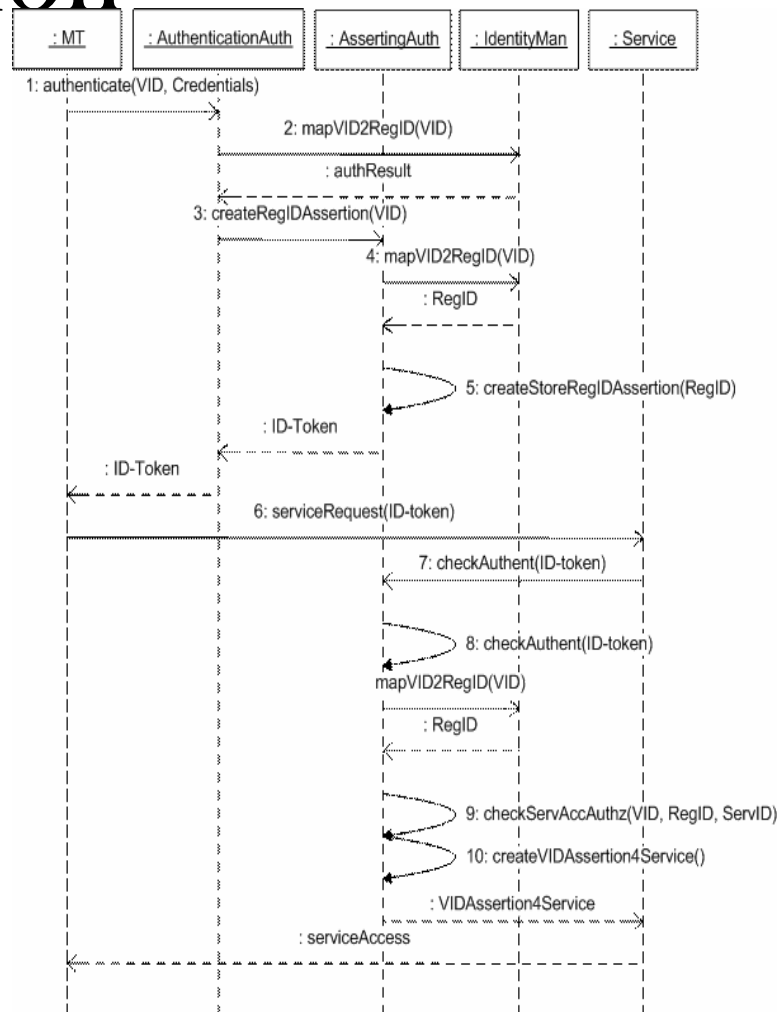 : MT
: AuthenticationAuth
: AssertingAuth
: IdentityMan
: Service
1: authenticate(VID, Credentials)
2: mapVID2RegID(VID)
: authResult
3: createRegIDAssertion(VID)
4: mapVID2RegID(VID)
: RegID
5: createStoreRegIDAssertion(RegID)
: ID-Token
: ID-Token
6: serviceRequest(ID-token)
7: checkAuthent(ID-token)
8: checkAuthent(ID-token)
mapVID2RegID(VID)
: RegID
9: checkServAccAuthz(VID, RegID, ServID)
10: createVIDAssertion4Service()
: VIDAssertion4Service
: serviceAccess